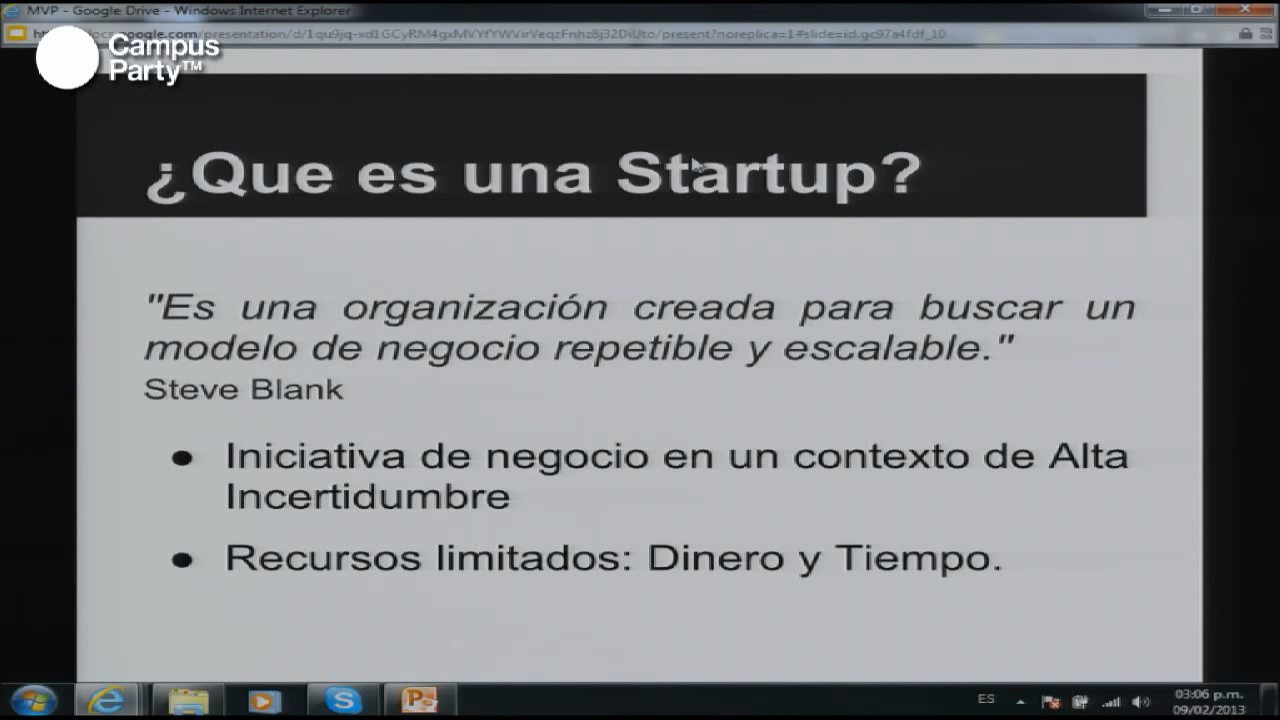 MVP - Google Drive - Windows Internet Explorer
Campus
Party™
¿Que es una Startup?
"Es una organización creada para buscar un
modelo de negocio repetible y escalable."
Steve Blank
● Iniciativa de negocio en un contexto de Alta
Incertidumbre
● Recursos limitados: Dinero y Tiempo.
ES
03:06 p.m.
09/02/2013